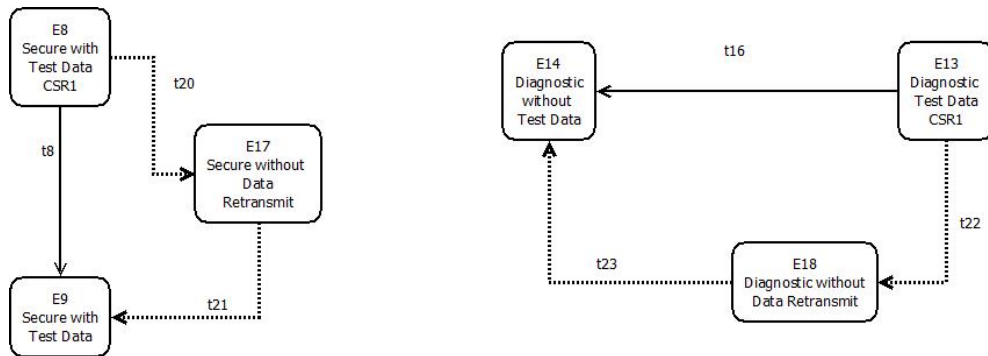 E8
Secure with
Test Data
CSR1
t20
t8
E17
Secure without
Data
Retransmit
t21
E9
Secure with
Test Data
t16
E14
Diagnostic
without
Test Data
E13
Diagnostic
Test Data
CSR1
t22
t23
E18
Diagnostic without
Data Retransmit